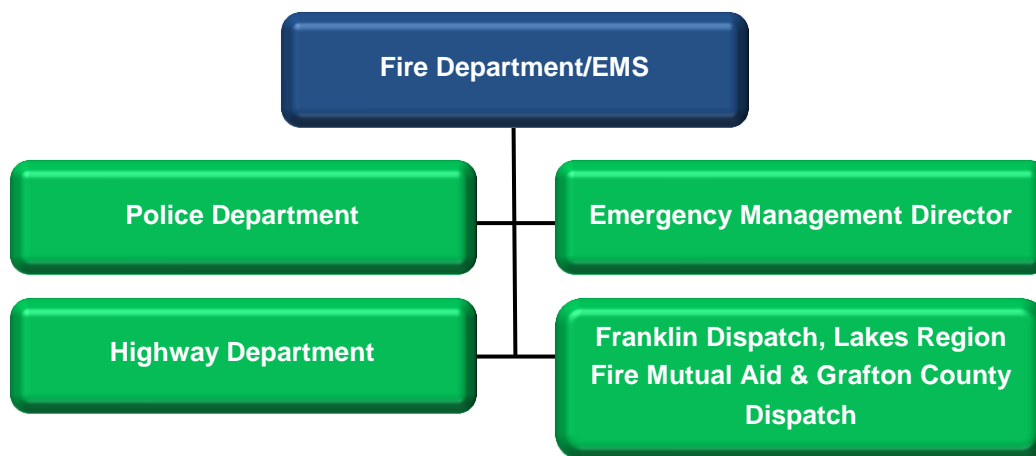 Fire Department/EMS
Police Department
Emergency Management Director
Highway Department
Franklin Dispatch, Lakes Region
Fire Mutual Aid & Grafton County
Dispatch